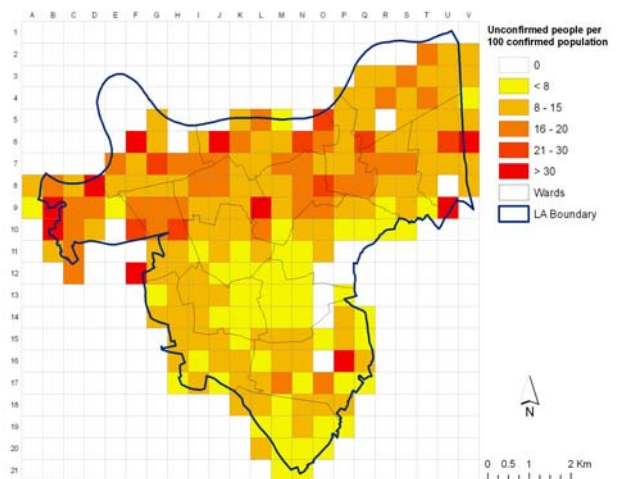 A B C D E F G H I J K L M N O P Q R S T U V
1
2
3
4
5
6
7
8
9
10
11
12
13
14
15
16
17
18
19
20
21
Unconfirmed people per
100 confirmed population
0
< 8
8 - 15
16 - 20
21 - 30
> 30
Wards
LA Boundary
N
0 0.5 1 2 Km